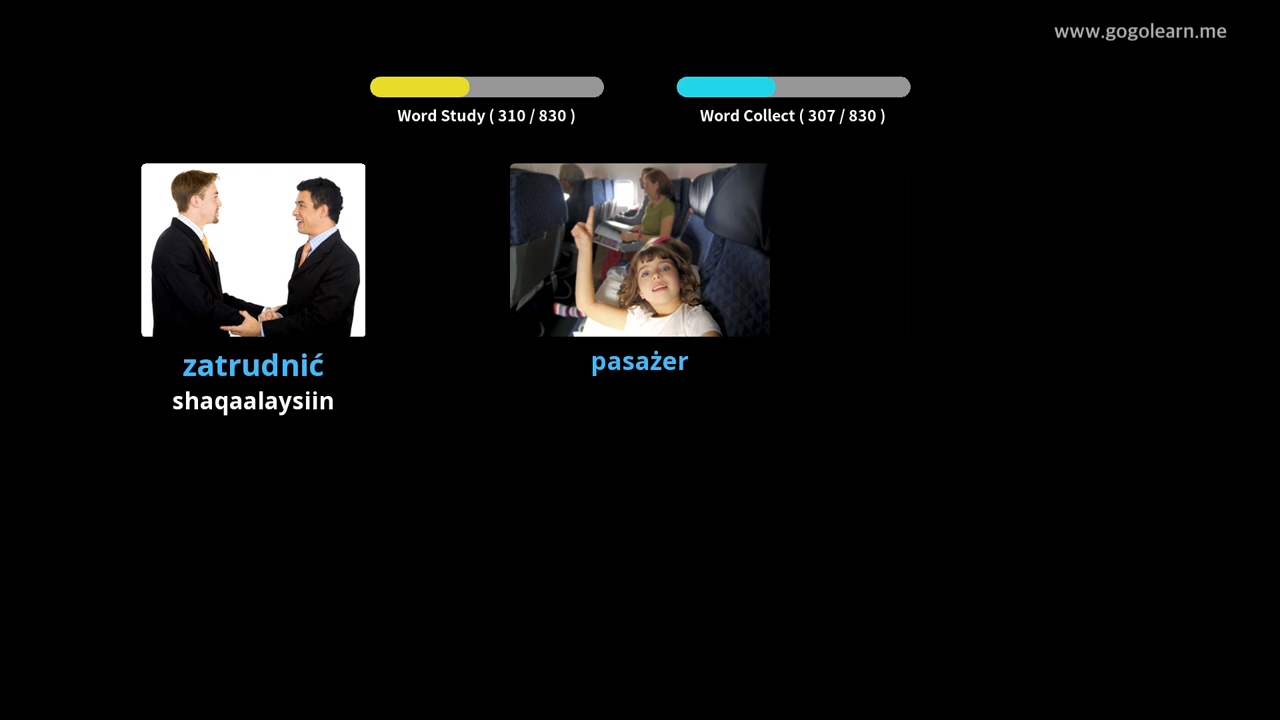 www.gogolearn.me
Word Study ( 310 / 830 )
Word Collect ( 307 / 830 )
zatrudnić
shaqaalaysiin
pasażer